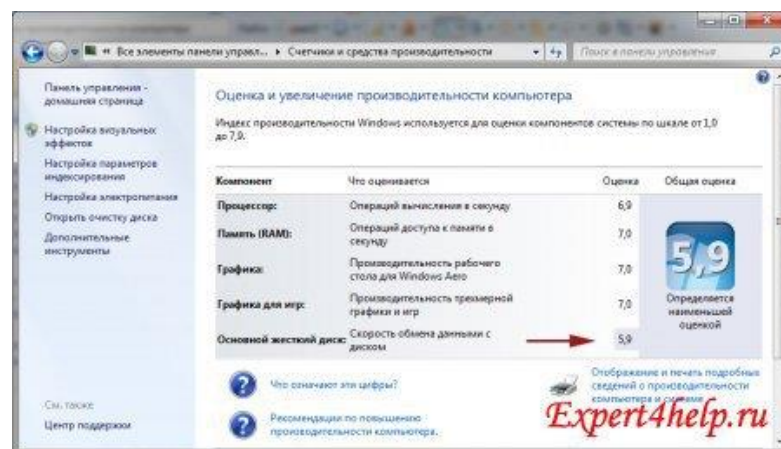 « Все элементы панели управл... ▸ Счетчики и средства производительности
Поиск в панели управления
Панель управления -
домашняя страница
Настройка визуальных
эффектов
Настройка параметров
индексирования
Настройка электропитания
Открыть очистку диска
Дополнительные
инструменты
См. также
Центр поддержки
Оценка и увеличение производительности компьютера
Индекс производительности Windows используется для оценки компонентов системы по шкале от 1,0
до 7,9.
Компонент Что оценивается Оценка Общая оценка
Процессор: Операций вычисления в секунду 6,9
Память (RAM): Операций доступа к памяти в
секунду 7,0
Графика: Производительность рабочего
стола для Windows Aero 7,0
Графика для игр: Производительность трехмерной
графики и игр 7,0
Основной жесткий диск: Скорость обмена данными с
диском 5,9
5,9
Определяется
наименьшей
оценкой
Что означают эти цифры?
Рекомендации по повышению
производительности компьютера.
Отображение и печать подробных
сведений о производительности
компьютера и системе
Expert4help.ru